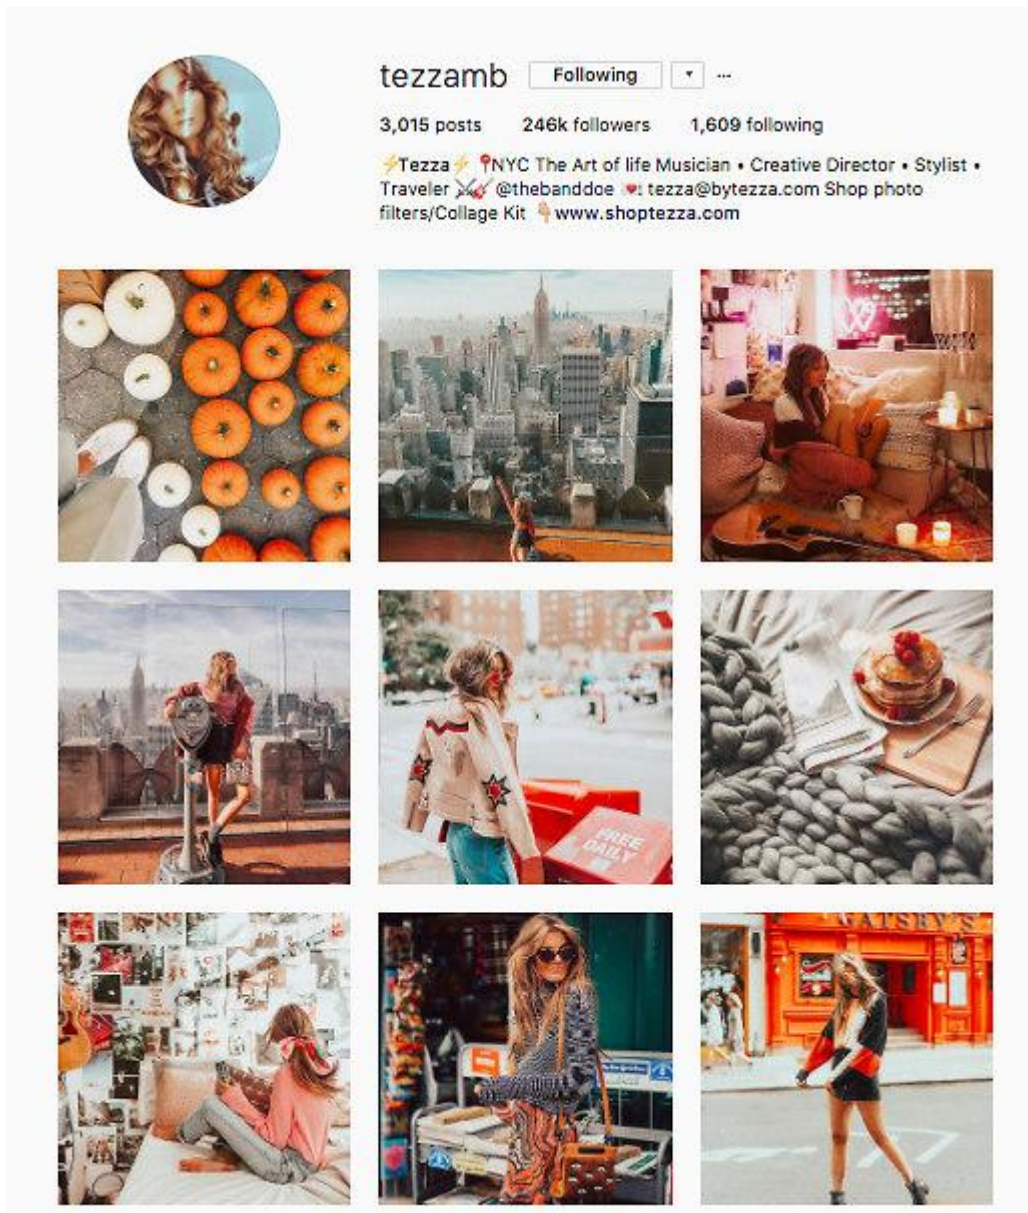 tezzamb Following ▾ ...
3,015 posts 246k followers 1,609 following
⚡Tezza⚡ 📍NYC The Art of life Musician • Creative Director • Stylist •
Traveler ⚔🎸 @thebanddoe 💌: tezza@bytezza.com Shop photo
filters/Collage Kit 👇🏼 www.shoptezza.com
FREE
DAILY
GATSBY'S